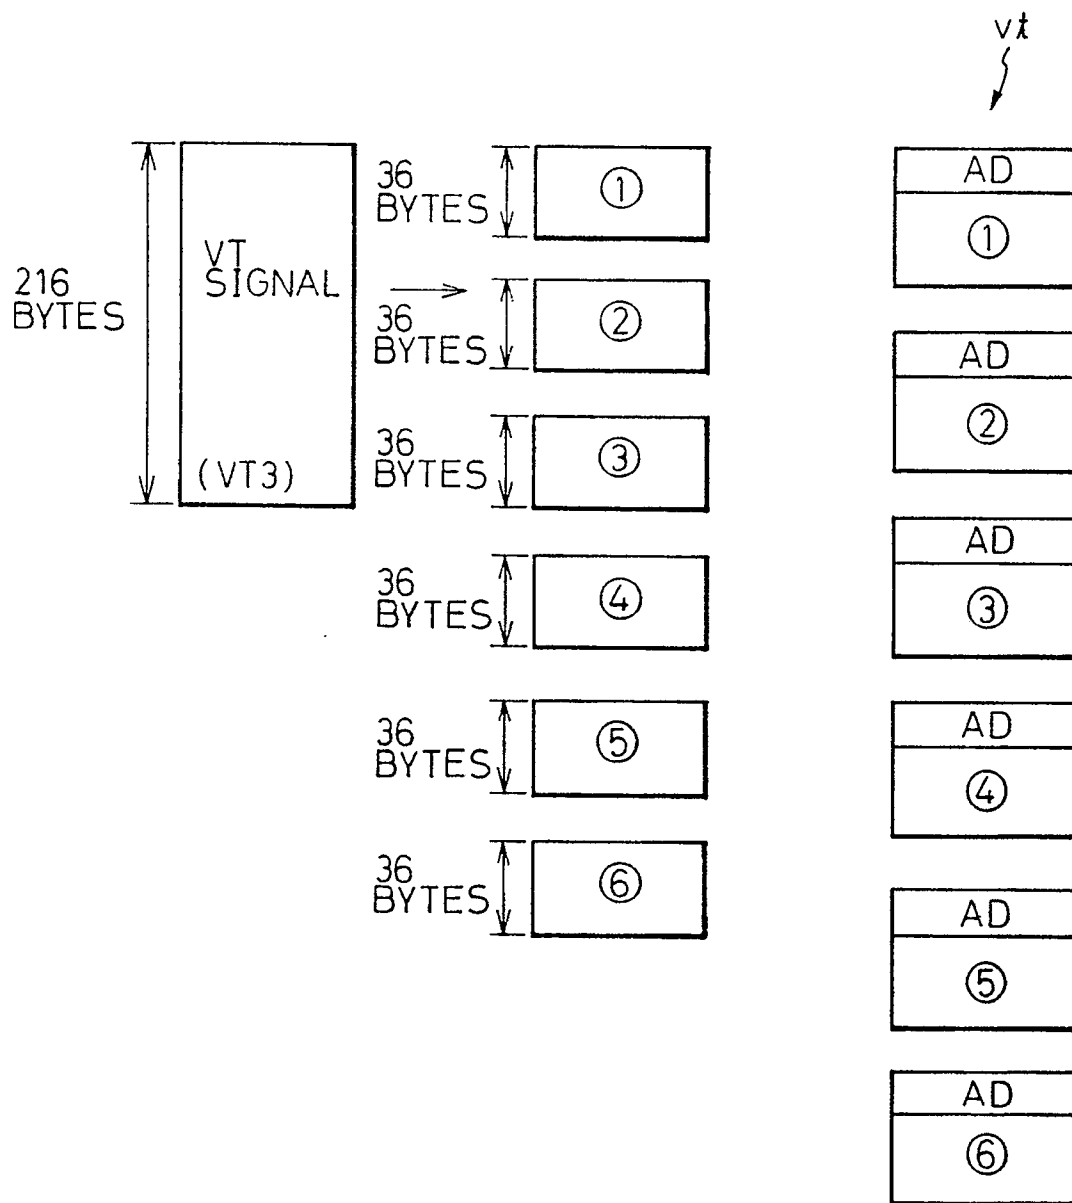 vt
216
BYTES
VT
SIGNAL
(VT3)
36
BYTES
①
36
BYTES
②
36
BYTES
③
36
BYTES
④
36
BYTES
⑤
36
BYTES
⑥
AD
①
AD
②
AD
③
AD
④
AD
⑤
AD
⑥